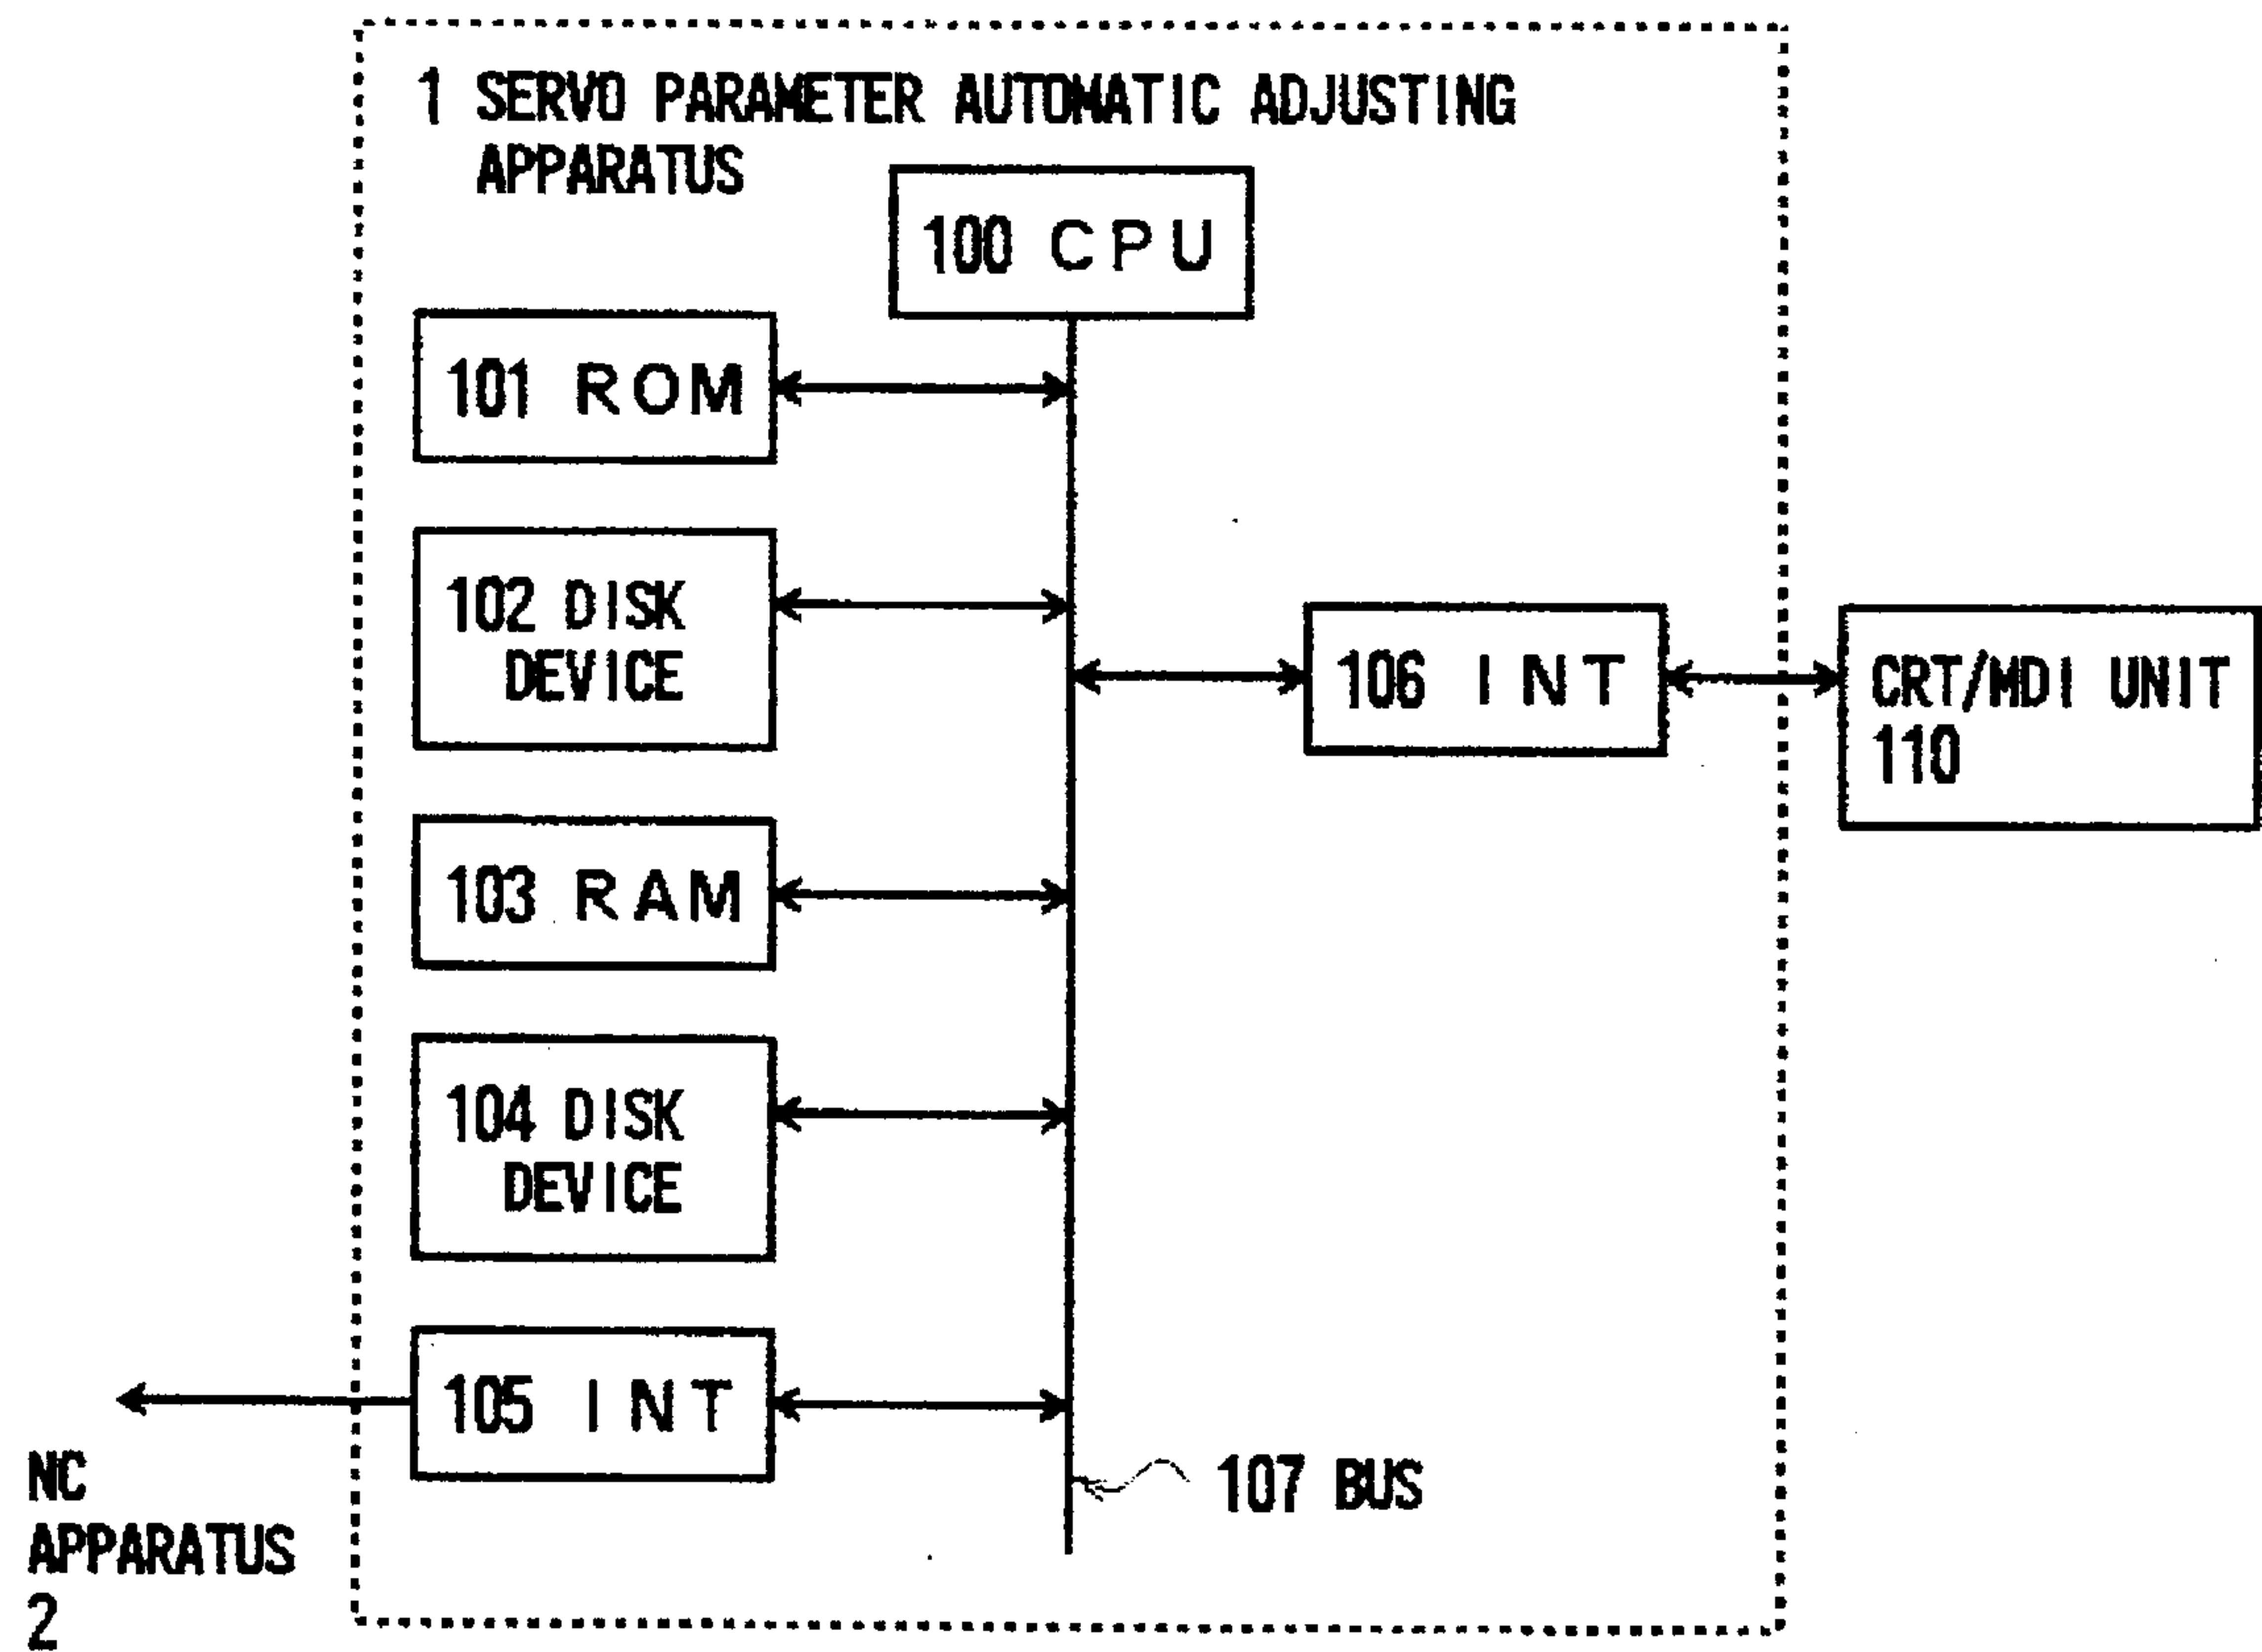 1 SERVO PARAMETER AUTOMATIC ADJUSTING
APPARATUS
100 CPU
101 ROM
102 DISK
DEVICE
106 INT
CRT/MDI UNIT
110
103 RAM
104 DISK
DEVICE
105 INT
107 BUS
NC
APPARATUS
2